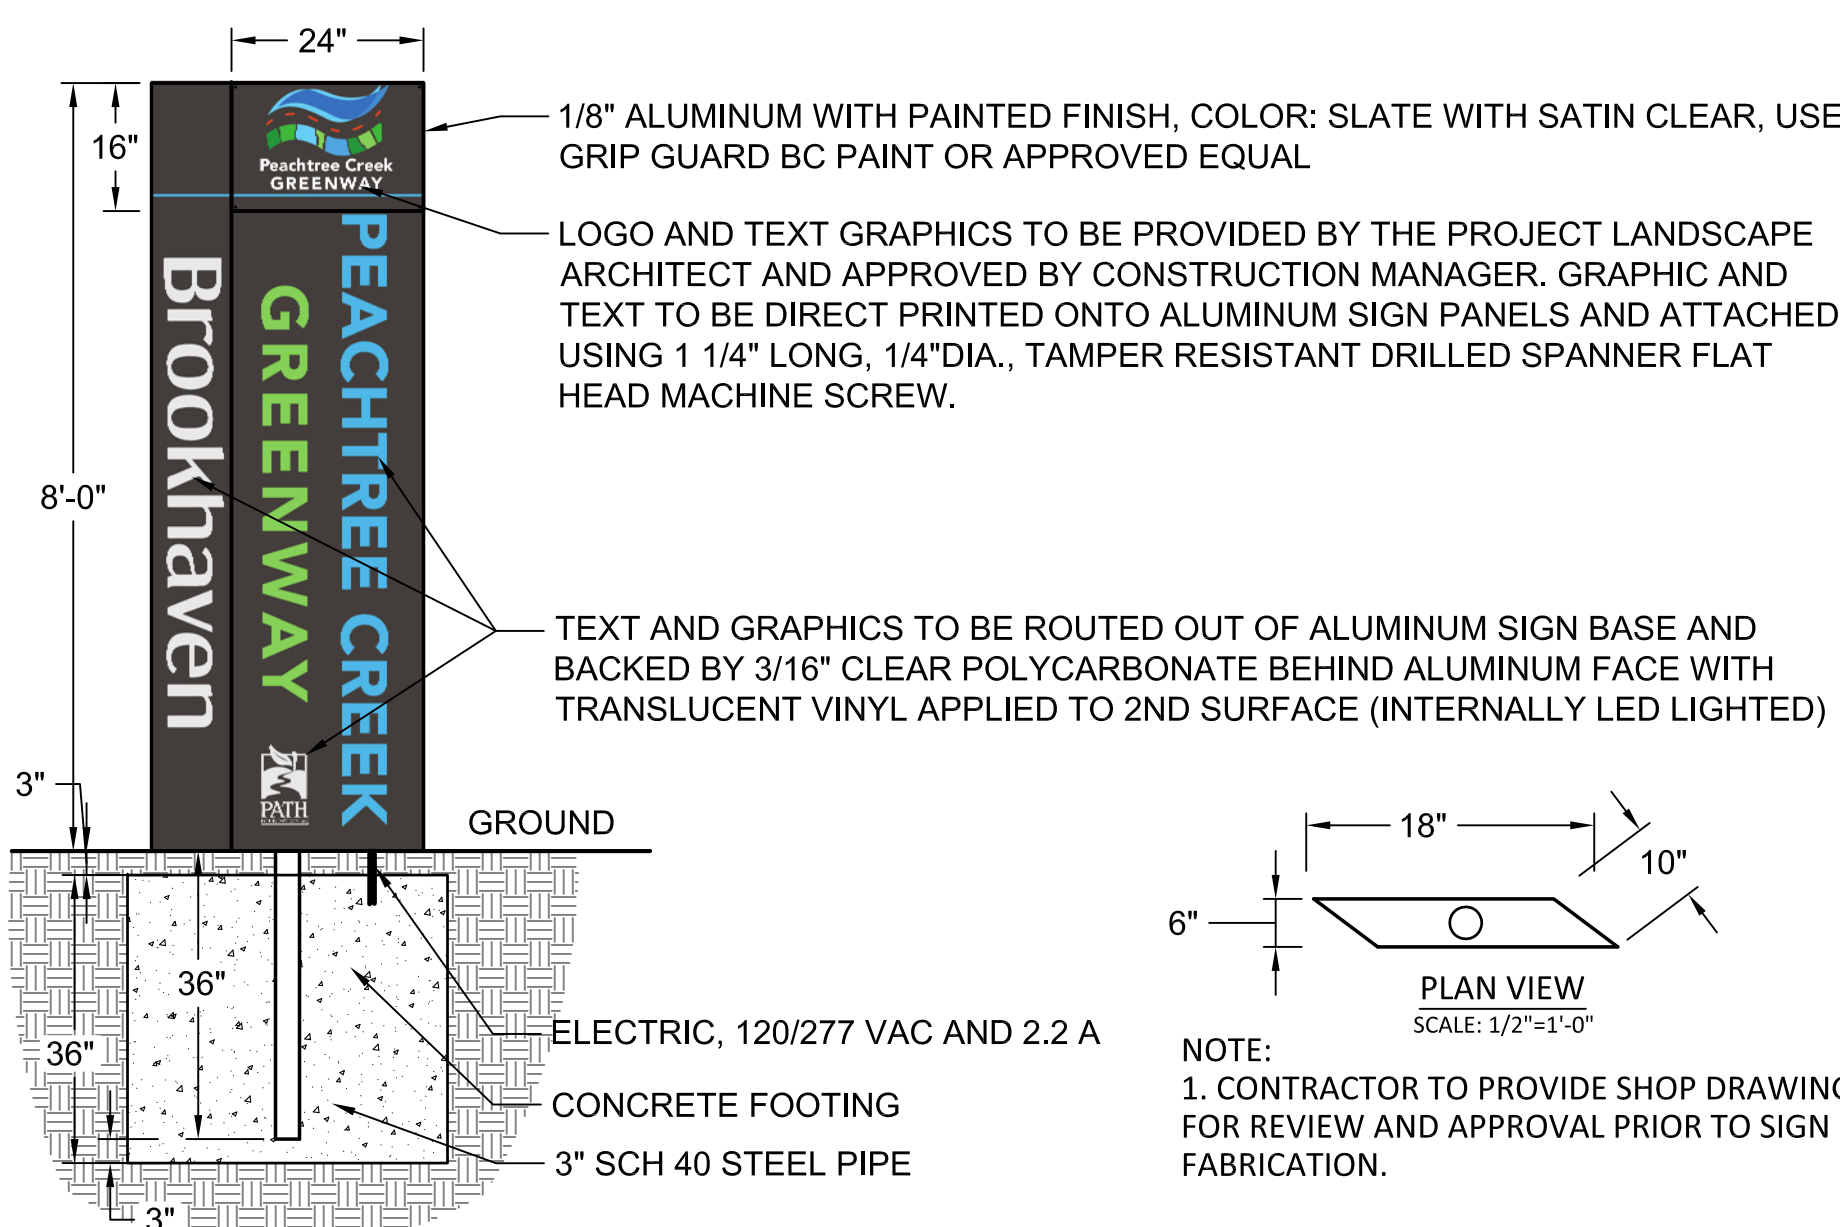 24"
16"
8'-0"
3"
Peachtree Creek
GREENWAY
Brookhaven
GREENWAY
PEACHTREE CREEK
PATH
1/8" ALUMINUM WITH PAINTED FINISH, COLOR: SLATE WITH SATIN CLEAR, USE
GRIP GUARD BC PAINT OR APPROVED EQUAL
LOGO AND TEXT GRAPHICS TO BE PROVIDED BY THE PROJECT LANDSCAPE
ARCHITECT AND APPROVED BY CONSTRUCTION MANAGER. GRAPHIC AND
TEXT TO BE DIRECT PRINTED ONTO ALUMINUM SIGN PANELS AND ATTACHED
USING 1 1/4" LONG, 1/4"DIA., TAMPER RESISTANT DRILLED SPANNER FLAT
HEAD MACHINE SCREW.
TEXT AND GRAPHICS TO BE ROUTED OUT OF ALUMINUM SIGN BASE AND
BACKED BY 3/16" CLEAR POLYCARBONATE BEHIND ALUMINUM FACE WITH
TRANSLUCENT VINYL APPLIED TO 2ND SURFACE (INTERNALLY LED LIGHTED)
GROUND
36"
36"
3"
ELECTRIC, 120/277 VAC AND 2.2 A
CONCRETE FOOTING
3" SCH 40 STEEL PIPE
18"
10"
6"
PLAN VIEW
SCALE: 1/2"=1'-0"
NOTE:
1. CONTRACTOR TO PROVIDE SHOP DRAWING
FOR REVIEW AND APPROVAL PRIOR TO SIGN
FABRICATION.